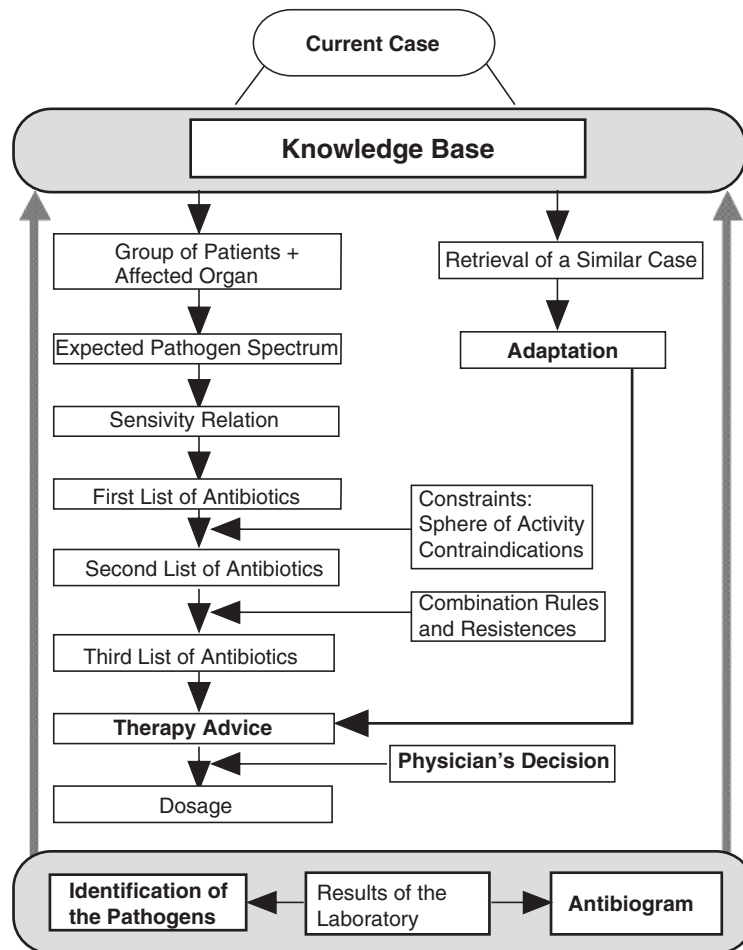 Current Case
Knowledge Base
Group of Patients +
Affected Organ
Retrieval of a Similar Case
Expected Pathogen Spectrum
Adaptation
Sensivity Relation
First List of Antibiotics
Constraints:
Sphere of Activity
Contraindications
Second List of Antibiotics
Combination Rules
and Resistences
Third List of Antibiotics
Therapy Advice
Physician's Decision
Dosage
Identification of
the Pathogens
Results of the
Laboratory
Antibiogram